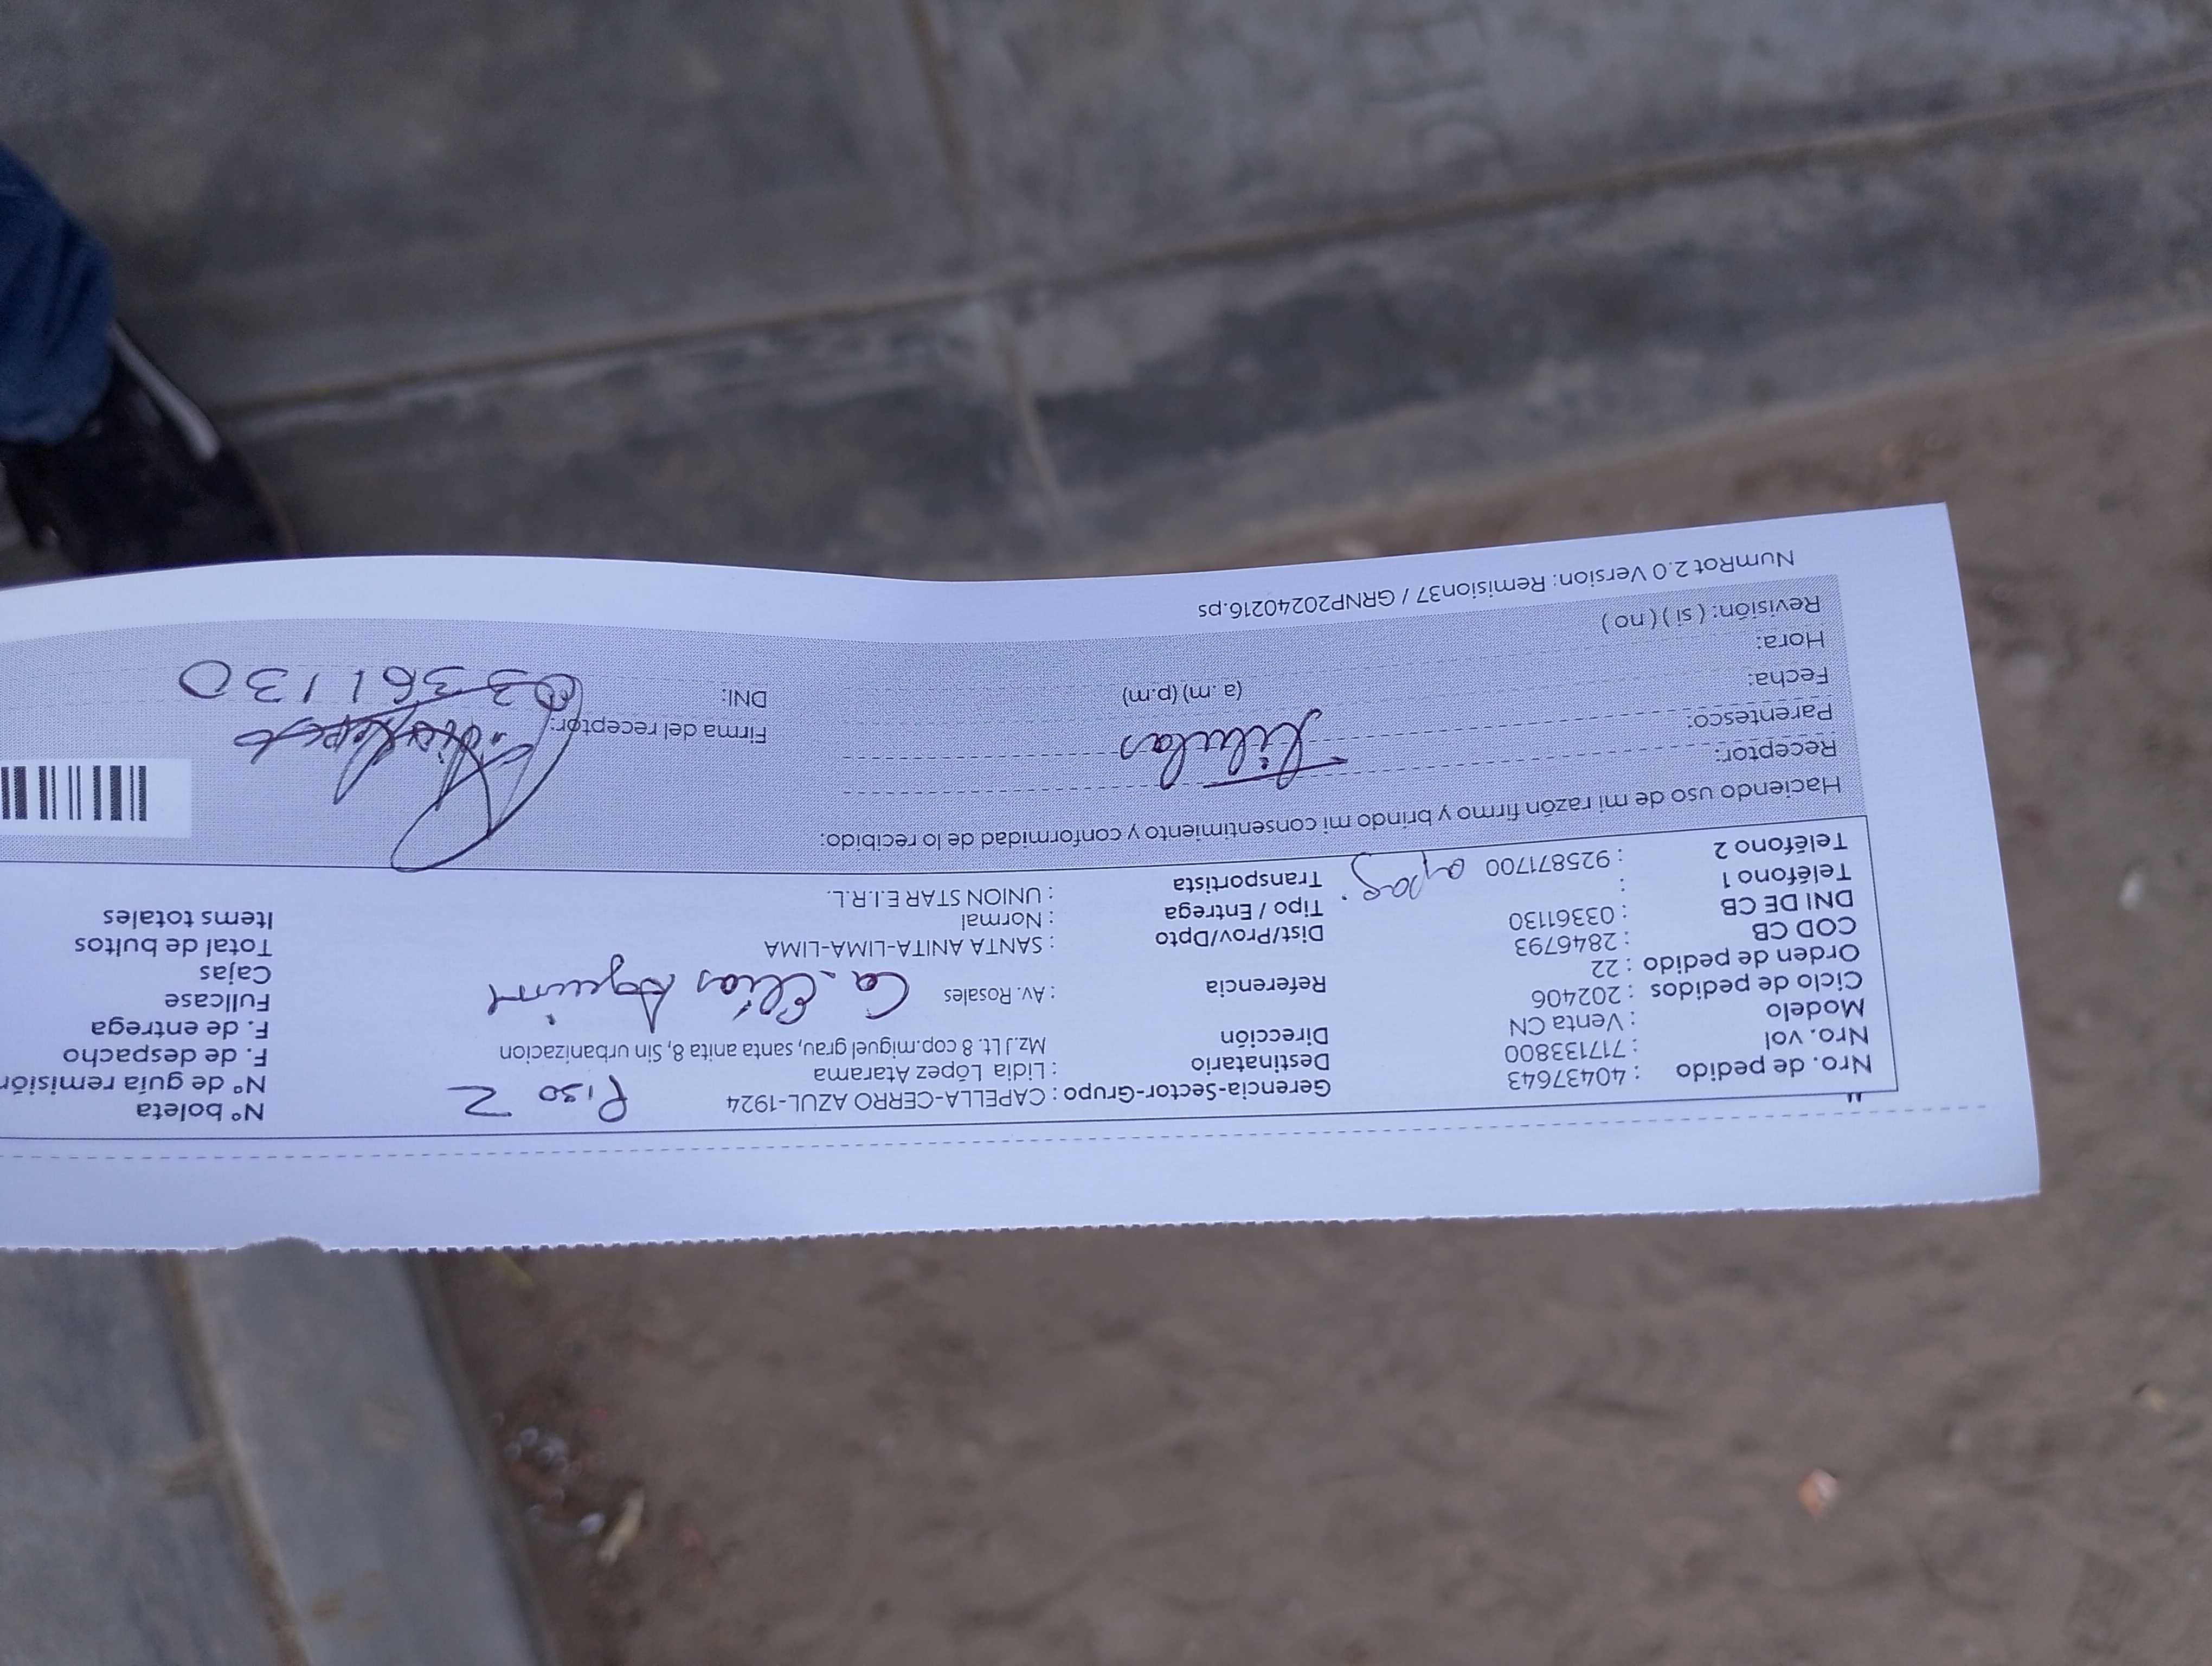 Nro. de pedido : 40437643
Nro. vol : 717133800
Modelo : Venta CN
Ciclo de pedidos : 202406
Orden de pedido : 22
COD CB : 2846793
DNI DE CB : 03361130
Teléfono 1 :
Teléfono 2 : 925871700
Gerencia-Sector-Grupo : CAPELLA-CERRO AZUL-1924
Destinatario : Lidia López Atarama Piso 2
Dirección Mz.J Lt. 8 cop.miguel grau, santa anita 8, Sin urbanizacion
Referencia : Av. Rosales Ca. Elías Aguirre
Dist/Prov/Dpto : SANTA ANITA-LIMA-LIMA
Tipo / Entrega : Normal
Transportista : UNION STAR E.I.R.L.
N° boleta
N° de guía remisión
F. de despacho
F. de entrega
Fullcase
Cajas
Total de bultos
Items totales
Haciendo uso de mi razón firmo y brindo mi consentimiento y conformidad de lo recibido:
Receptor:
Parentesco:
Fecha:
Hora: (a .m) (p.m)
Revisión: ( si ) ( no )
Firma del receptor:
DNI: 03361130
NumRot 2.0 Version: Remision37 / GRNP20240216.ps